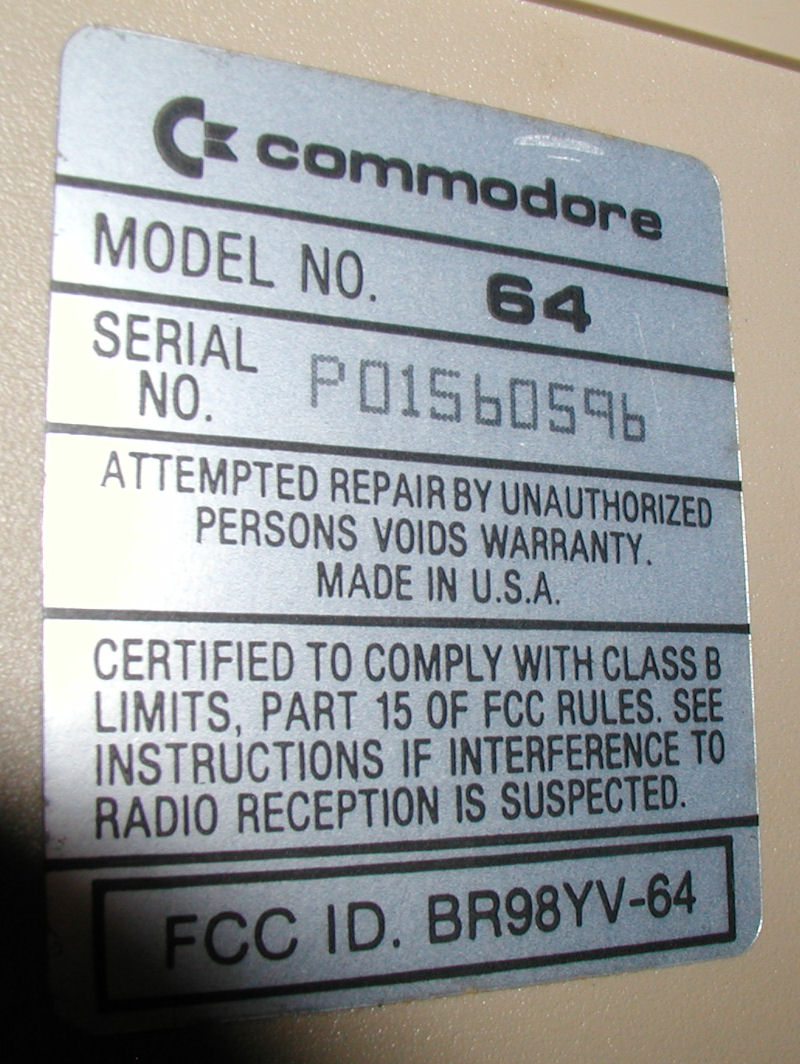 commodore
MODEL NO. 64
SERIAL NO. P01560596
ATTEMPTED REPAIR BY UNAUTHORIZED
PERSONS VOIDS WARRANTY.
MADE IN U.S.A.
CERTIFIED TO COMPLY WITH CLASS B
LIMITS, PART 15 OF FCC RULES. SEE
INSTRUCTIONS IF INTERFERENCE TO
RADIO RECEPTION IS SUSPECTED.
FCC ID. BR98YV-64